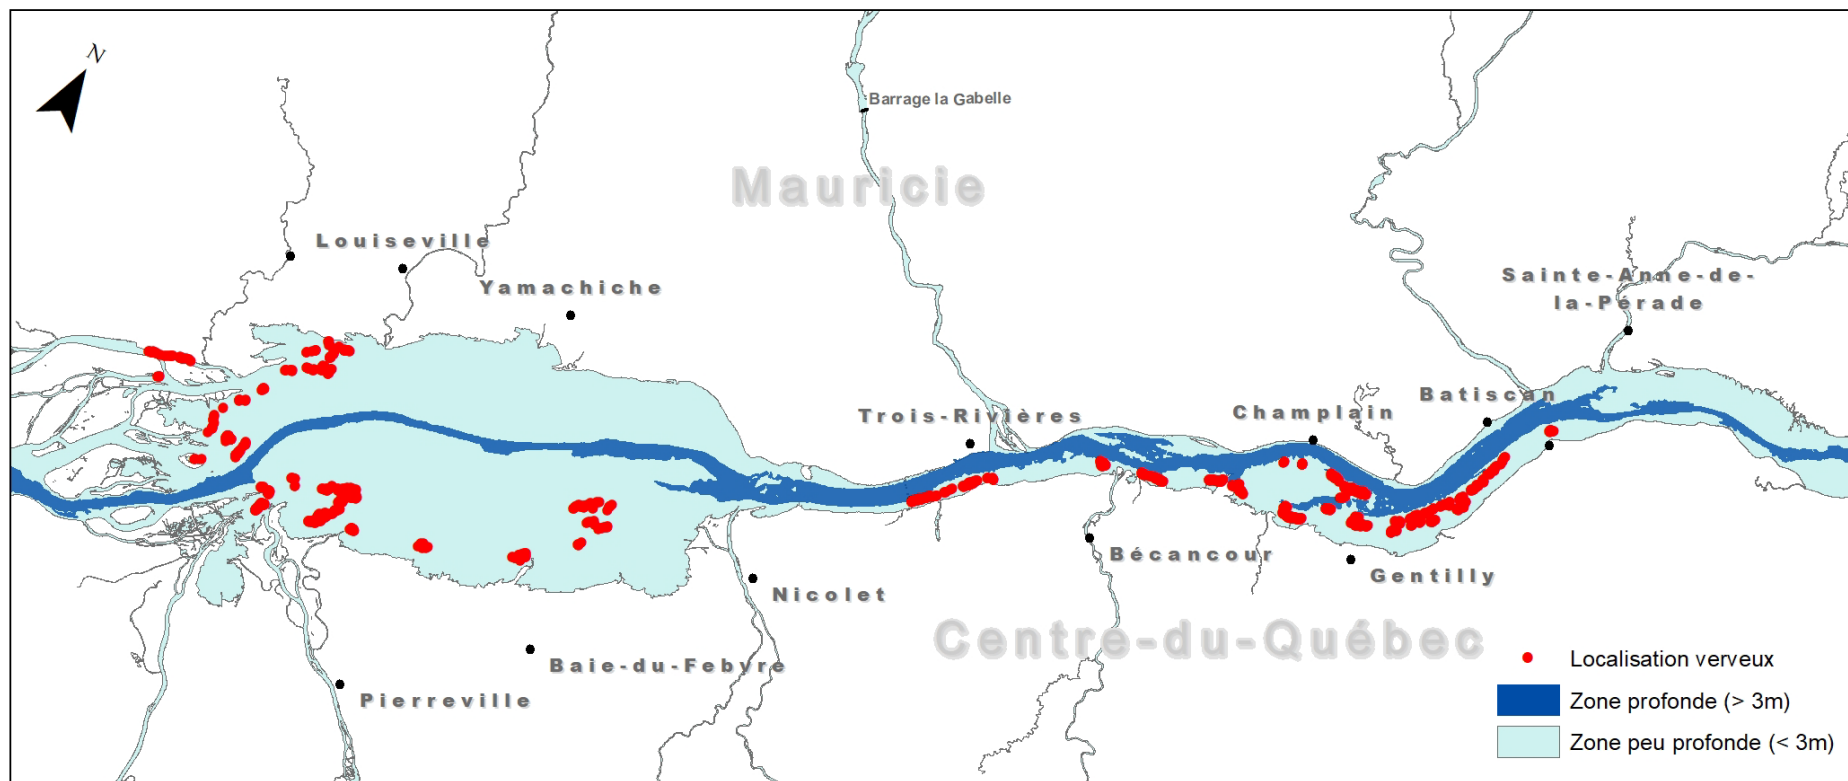 N
Barrage la Gabelle
Mauricie
Louiseville
Yamachiche
Sainte-Anne-de-
la-Pérade
Batiscan
Champlain
Trois-Rivières
Bécancour
Gentilly
Nicolet
Centre-du-Québec
Baie-du-Febvre
Pierreville
Localisation verveux
Zone profonde (> 3m)
Zone peu profonde (< 3m)